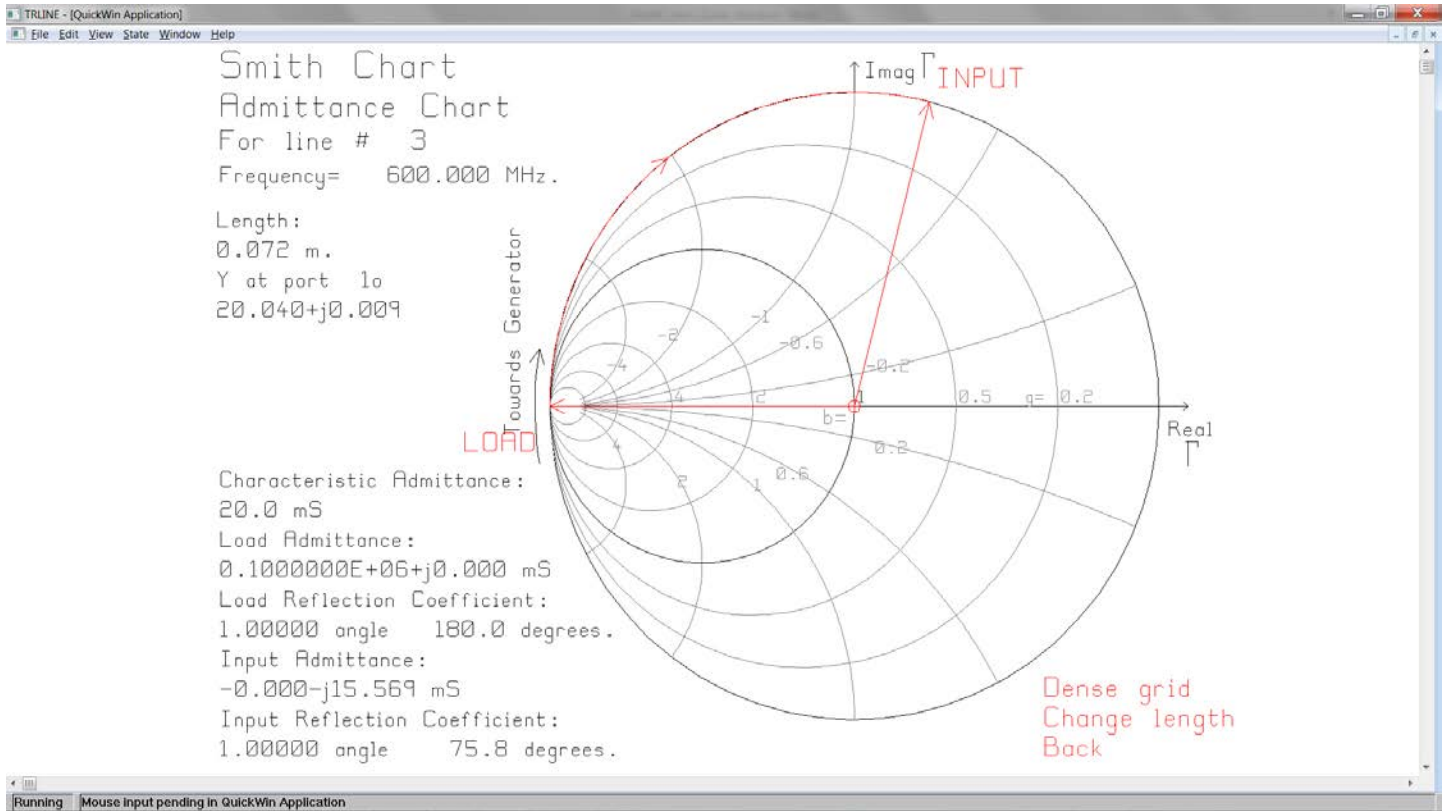 TRLINE - [QuickWin Application]
File Edit View State Window Help
Smith Chart
Admittance Chart
For line # 3
Frequency= 600.000 MHz.
Length:
0.072 m.
Y at port 1o
20.040+j0.009
Towards Generator
Imag Γ
INPUT
-1
-2
-0.6
-4
-0.2
4
2
1
0.5
g= 0.2
b=
Real
Γ
LOAD
4
2
1
0.6
0.2
Characteristic Admittance:
20.0 mS
Load Admittance:
0.1000000E+06+j0.000 mS
Load Reflection Coefficient:
1.00000 angle 180.0 degrees.
Input Admittance:
-0.000-j15.569 mS
Input Reflection Coefficient:
1.00000 angle 75.8 degrees.
Dense grid
Change length
Back
Running Mouse input pending in QuickWin Application